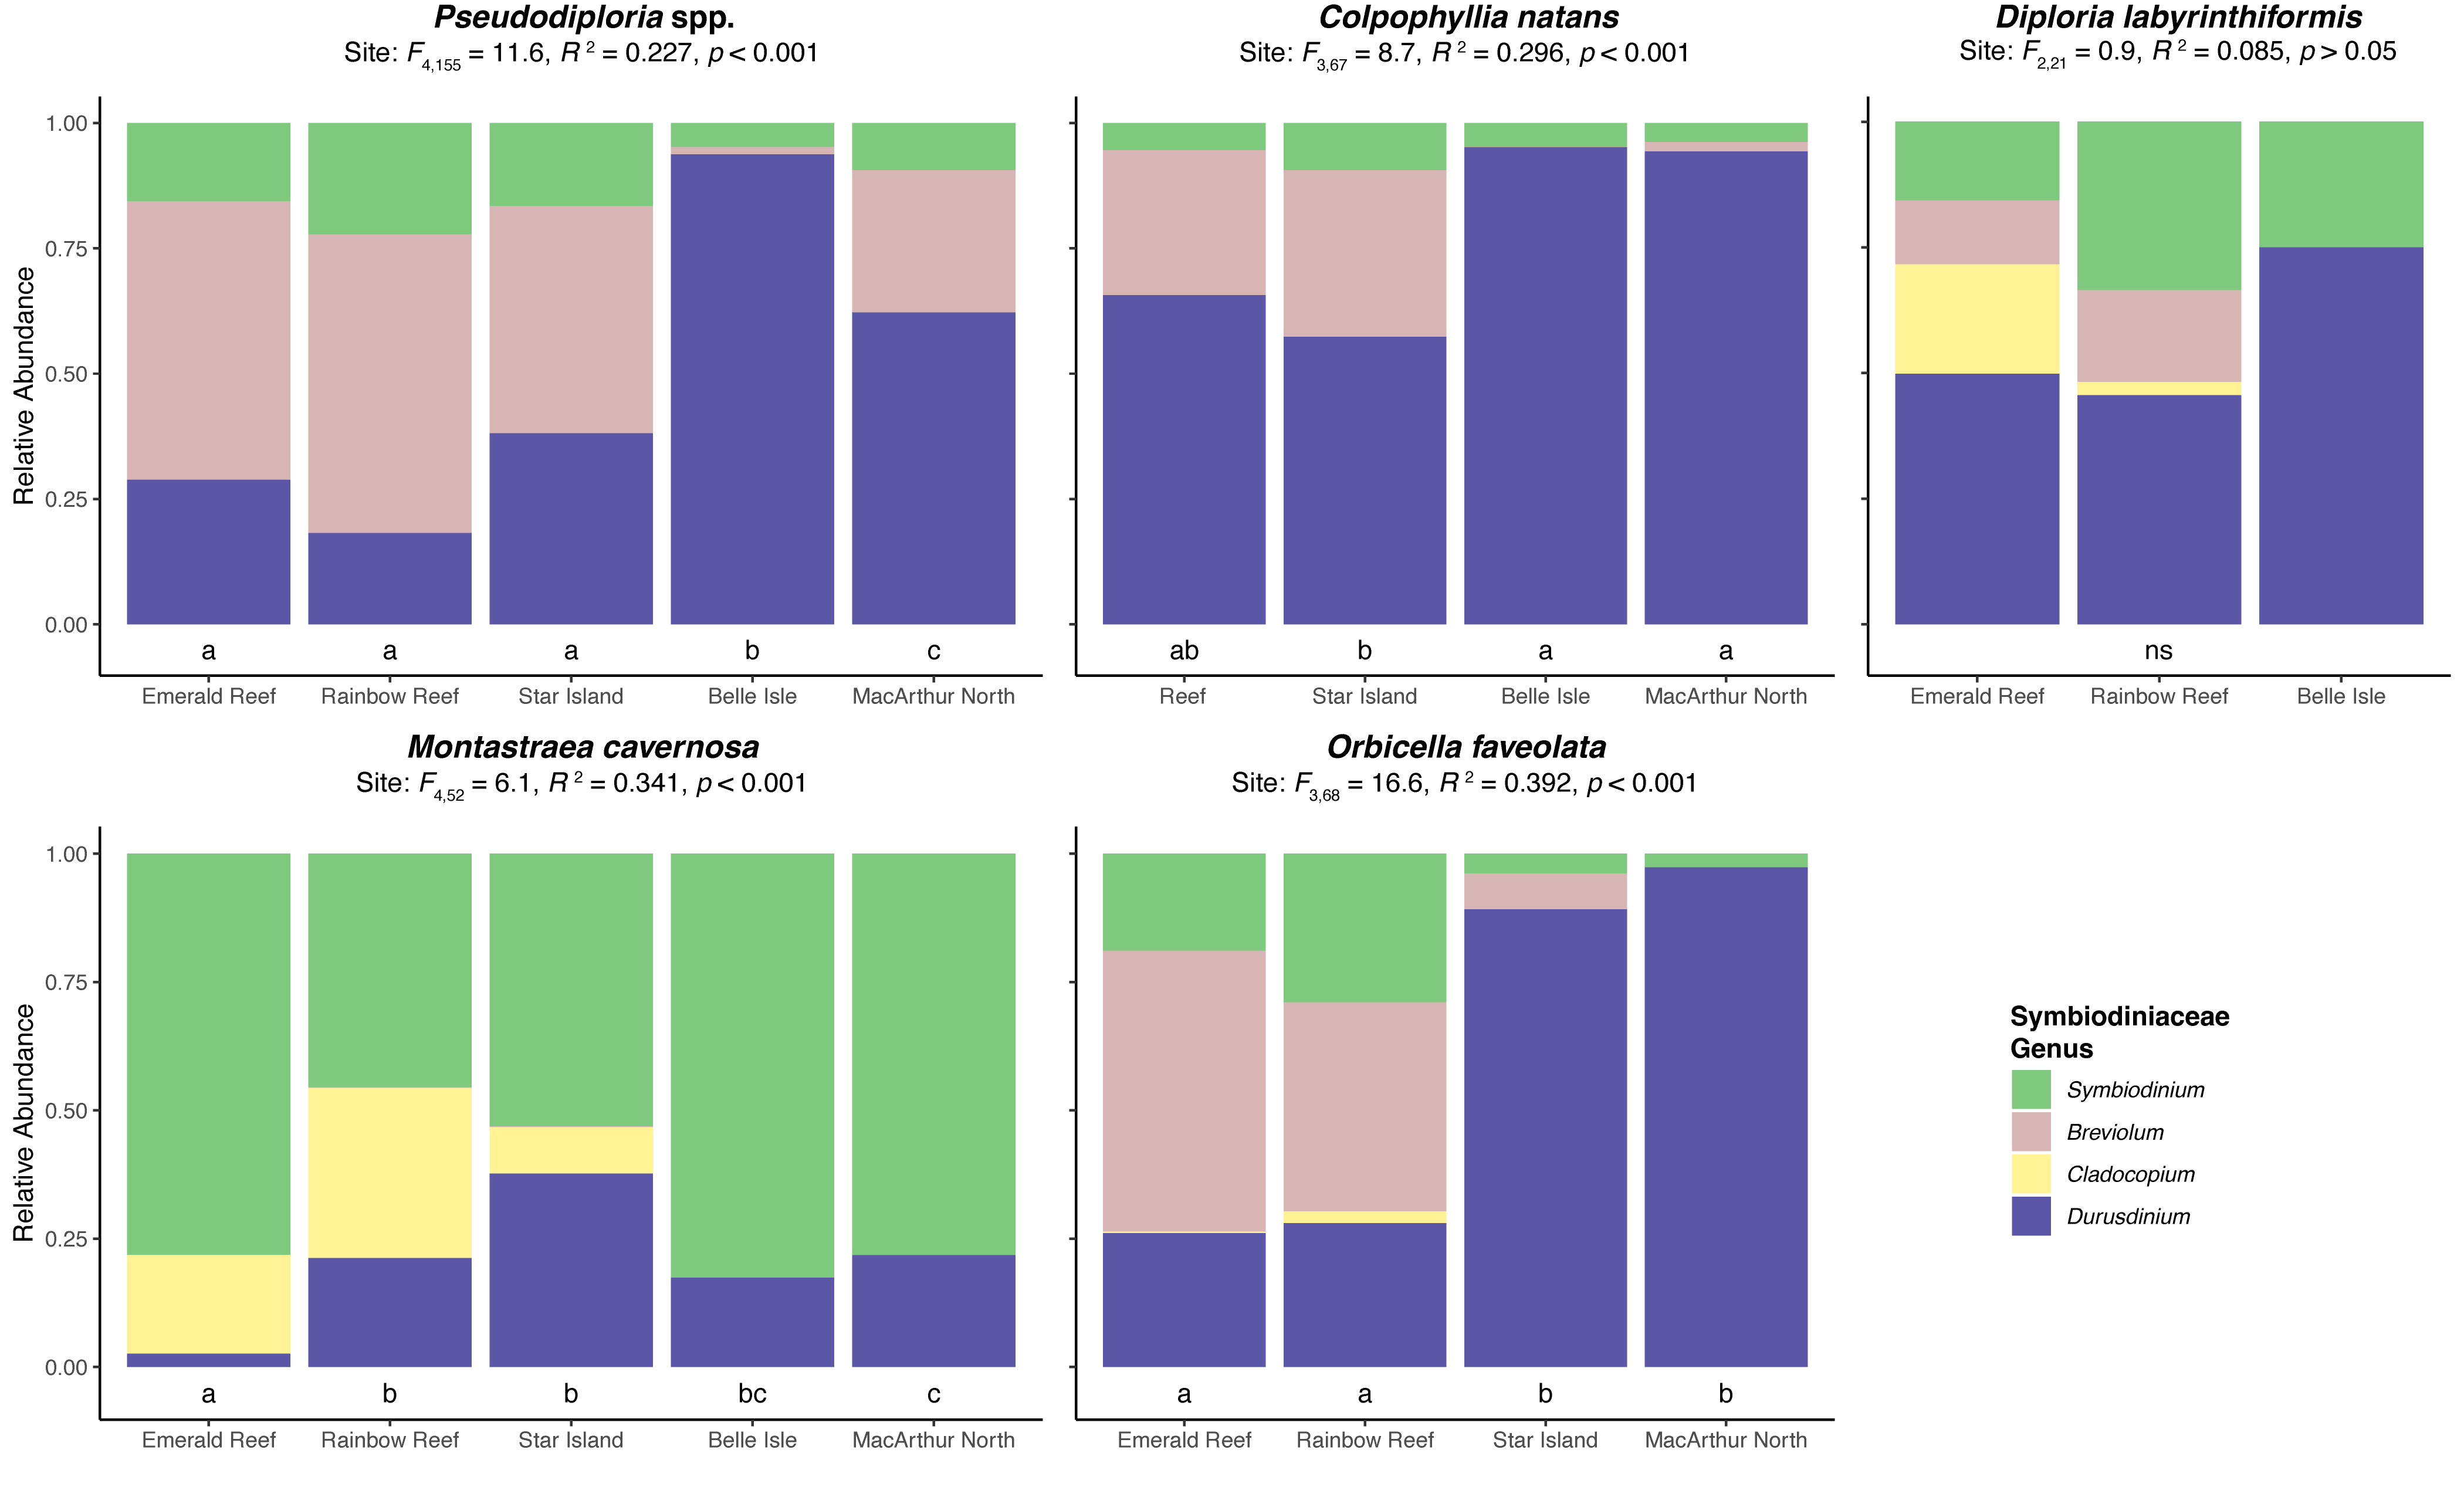 Pseudodiploria spp.
Site: F4,155 = 11.6, R 2 = 0.227, p < 0.001
Relative Abundance
1.00
0.75
0.50
0.25
0.00
a a a b c
Emerald Reef Rainbow Reef Star Island Belle Isle MacArthur North
Colpophyllia natans
Site: F3,67 = 8.7, R 2 = 0.296, p < 0.001
ab b a a
Reef Star Island Belle Isle MacArthur North
Diploria labyrinthiformis
Site: F2,21 = 0.9, R 2 = 0.085, p > 0.05
ns
Emerald Reef Rainbow Reef Belle Isle
Montastraea cavernosa
Site: F4,52 = 6.1, R 2 = 0.341, p < 0.001
Relative Abundance
1.00
0.75
0.50
0.25
0.00
a b b bc c
Emerald Reef Rainbow Reef Star Island Belle Isle MacArthur North
Orbicella faveolata
Site: F3,68 = 16.6, R 2 = 0.392, p < 0.001
a a b b
Emerald Reef Rainbow Reef Star Island MacArthur North
Symbiodiniaceae
Genus
Symbiodinium
Breviolum
Cladocopium
Durusdinium